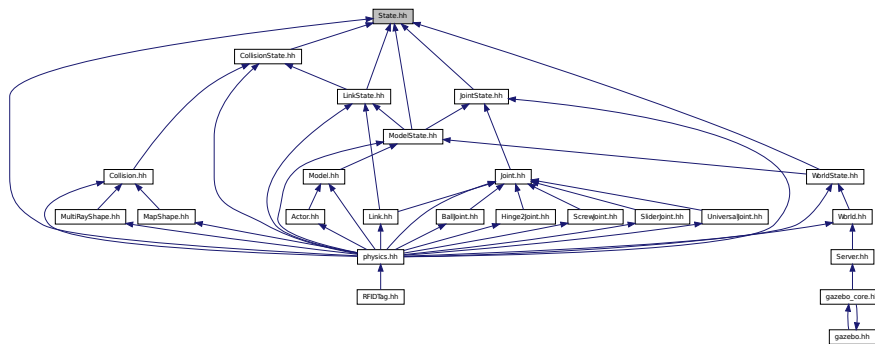 State.hh
CollisionState.hh
LinkState.hh
JointState.hh
ModelState.hh
Collision.hh
Model.hh
Joint.hh
WorldState.hh
MultiRayShape.hh
MapShape.hh
Actor.hh
Link.hh
BallJoint.hh
Hinge2Joint.hh
ScrewJoint.hh
SliderJoint.hh
UniversalJoint.hh
World.hh
physics.hh
Server.hh
RFIDTag.hh
gazebo_core.hh
gazebo.hh